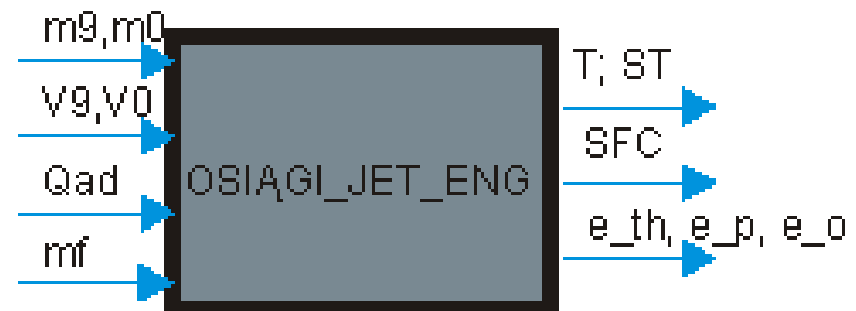 m9,m0
V9,V0
Qad
mf
OSIĄGI_JET_ENG
T; ST
SFC
e_th, e_p, e_o